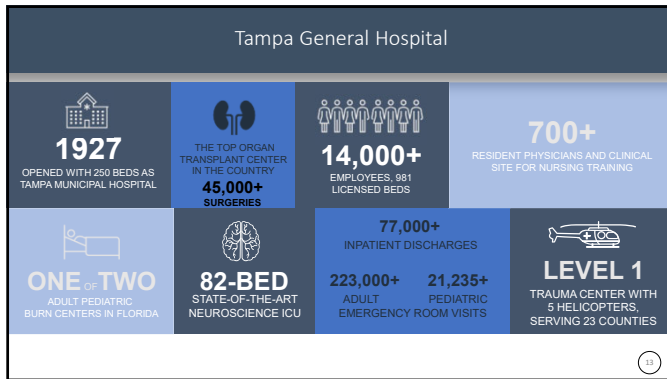 Tampa General Hospital
1927
OPENED WITH 250 BEDS AS
TAMPA MUNICIPAL HOSPITAL
THE TOP ORGAN
TRANSPLANT CENTER
IN THE COUNTRY
45,000+
SURGERIES
14,000+
EMPLOYEES, 981
LICENSED BEDS
700+
RESIDENT PHYSICIANS AND CLINICAL
SITE FOR NURSING TRAINING
ONE OF TWO
ADULT PEDIATRIC
BURN CENTERS IN FLORIDA
82-BED
STATE-OF-THE-ART
NEUROSCIENCE ICU
77,000+
INPATIENT DISCHARGES
223,000+ 21,235+
ADULT PEDIATRIC
EMERGENCY ROOM VISITS
LEVEL 1
TRAUMA CENTER WITH
5 HELICOPTERS,
SERVING 23 COUNTIES
13